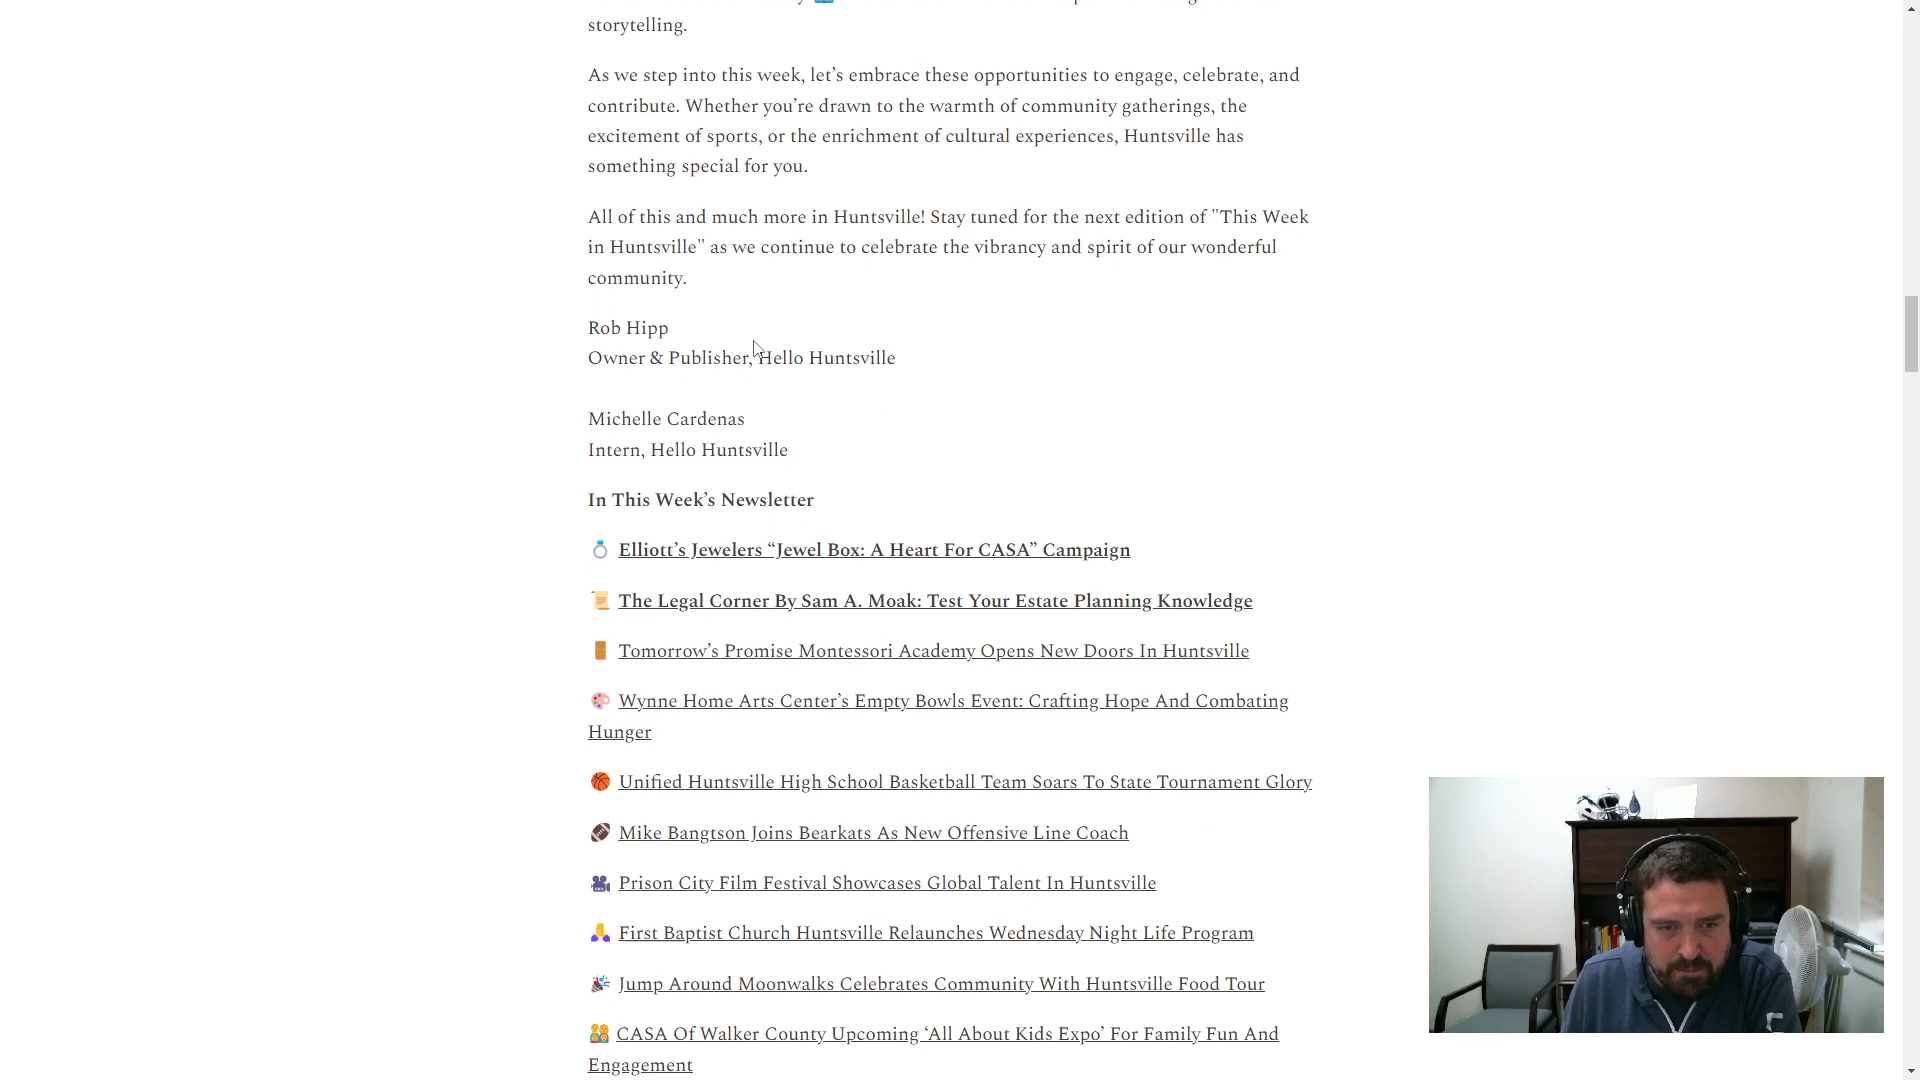 storytelling.
As we step into this week, let’s embrace these opportunities to engage, celebrate, and
contribute. Whether you’re drawn to the warmth of community gatherings, the
excitement of sports, or the enrichment of cultural experiences, Huntsville has
something special for you.
All of this and much more in Huntsville! Stay tuned for the next edition of "This Week
in Huntsville" as we continue to celebrate the vibrancy and spirit of our wonderful
community.
Rob Hipp
Owner & Publisher, Hello Huntsville
Michelle Cardenas
Intern, Hello Huntsville
In This Week’s Newsletter
Elliott’s Jewelers “Jewel Box: A Heart For CASA” Campaign
The Legal Corner By Sam A. Moak: Test Your Estate Planning Knowledge
Tomorrow’s Promise Montessori Academy Opens New Doors In Huntsville
Wynne Home Arts Center’s Empty Bowls Event: Crafting Hope And Combating
Hunger
Unified Huntsville High School Basketball Team Soars To State Tournament Glory
Mike Bangtson Joins Bearkats As New Offensive Line Coach
Prison City Film Festival Showcases Global Talent In Huntsville
First Baptist Church Huntsville Relaunches Wednesday Night Life Program
Jump Around Moonwalks Celebrates Community With Huntsville Food Tour
CASA Of Walker County Upcoming ‘All About Kids Expo’ For Family Fun And
Engagement